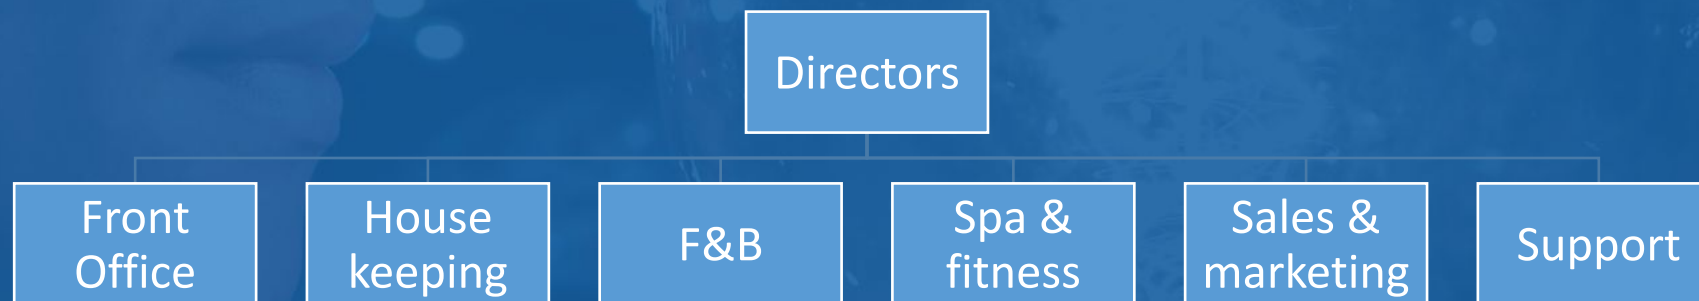 Directors
Front
Office
House
keeping
F&B
Spa &
fitness
Sales &
marketing
Support